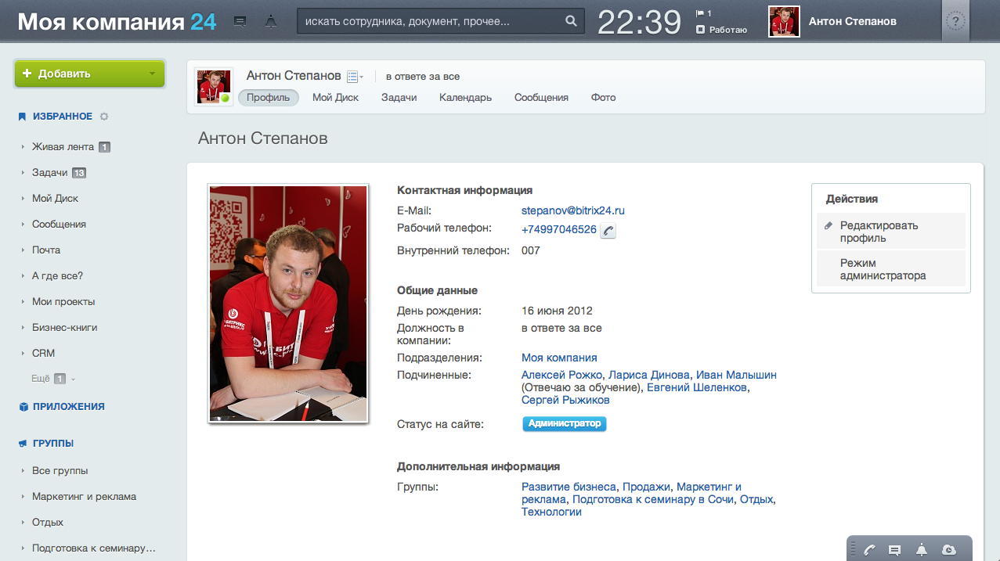 Моя компания 24
искать сотрудника, документ, прочее...
22:39
1
Работаю
Антон Степанов
?
Добавить
ИЗБРАННОЕ
Живая лента 1
Задачи 13
Мой Диск
Сообщения
Почта
А где все?
Мои проекты
Бизнес-книги
CRM
Ещё 1
ПРИЛОЖЕНИЯ
ГРУППЫ
Все группы
Маркетинг и реклама
Отдых
Подготовка к семинару...
Антон Степанов
в ответе за все
Профиль
Мой Диск
Задачи
Календарь
Сообщения
Фото
Антон Степанов
Контактная информация
E-Mail: stepanov@bitrix24.ru
Рабочий телефон: +74997046526
Внутренний телефон: 007
Общие данные
День рождения: 16 июня 2012
Должность в
компании:
в ответе за все
Подразделения: Моя компания
Подчиненные: Алексей Рожко, Лариса Динова, Иван Малышин
(Отвечаю за обучение), Евгений Шеленков,
Сергей Рыжиков
Статус на сайте: Администратор
Дополнительная информация
Группы: Развитие бизнеса, Продажи, Маркетинг и
реклама, Подготовка к семинару в Сочи, Отдых,
Технологии
Действия
Редактировать
профиль
Режим
администратора